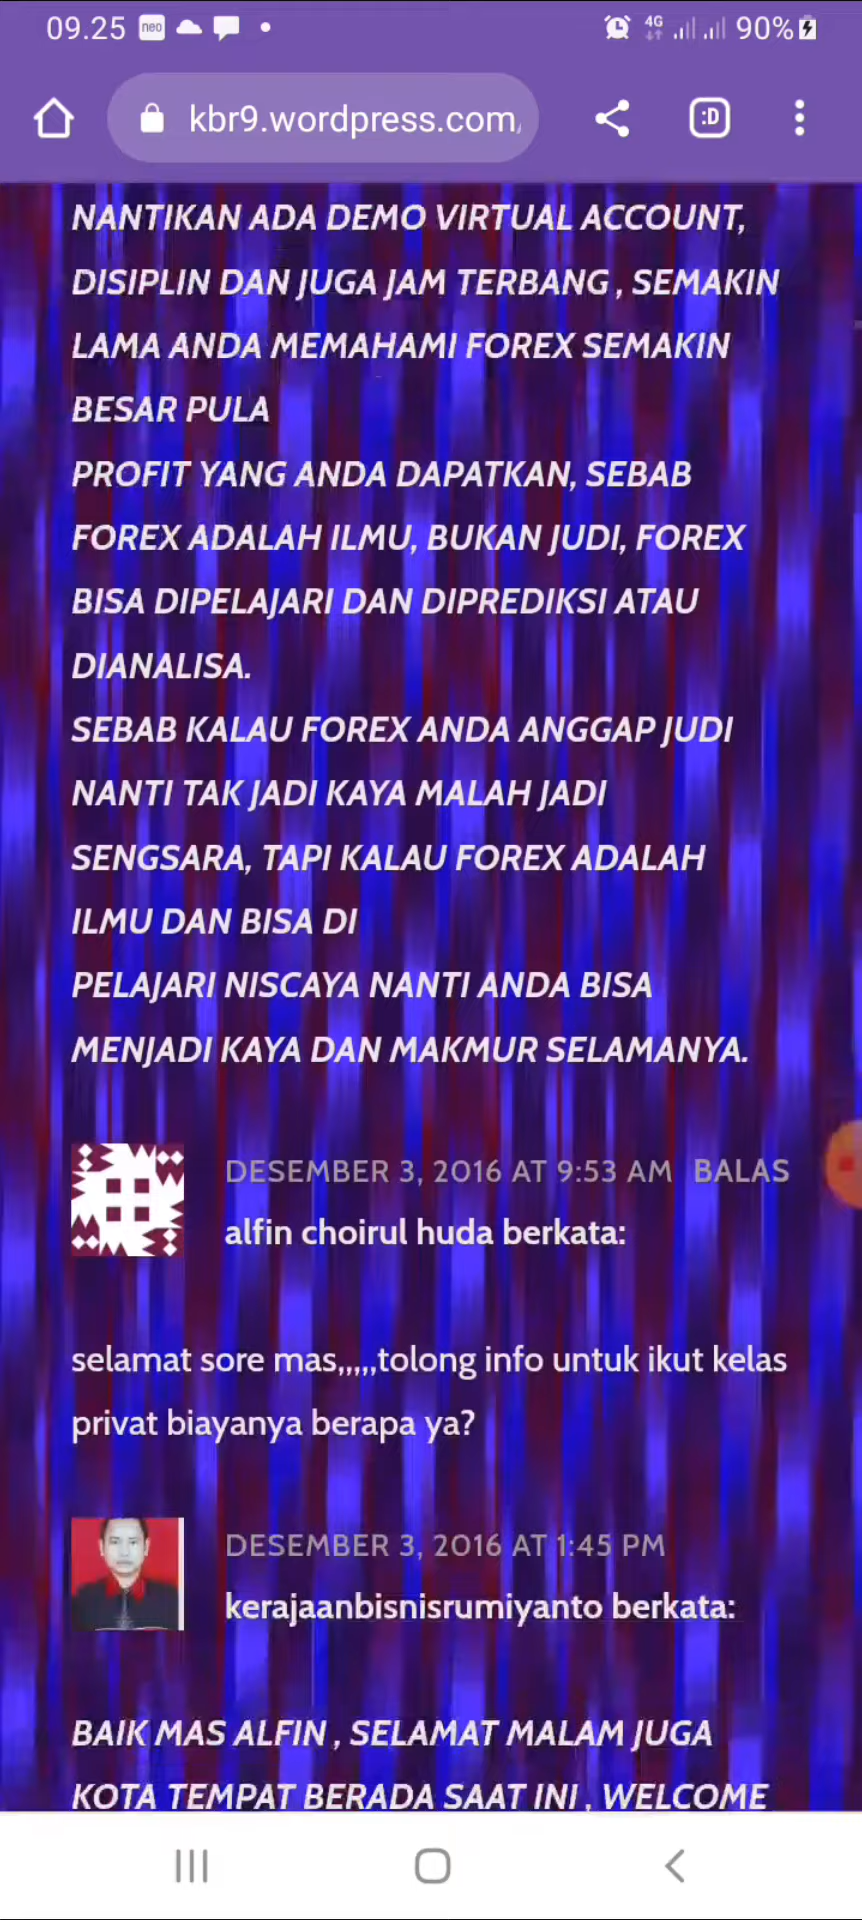 09.25 neo 4G 90%
kbr9.wordpress.com/ :D
NANTIKAN ADA DEMO VIRTUAL ACCOUNT,
DISIPLIN DAN JUGA JAM TERBANG , SEMAKIN
LAMA ANDA MEMAHAMI FOREX SEMAKIN
BESAR PULA
PROFIT YANG ANDA DAPATKAN, SEBAB
FOREX ADALAH ILMU, BUKAN JUDI, FOREX
BISA DIPELAJARI DAN DIPREDIKSI ATAU
DIANALISA.
SEBAB KALAU FOREX ANDA ANGGAP JUDI
NANTI TAK JADI KAYA MALAH JADI
SENGSARA, TAPI KALAU FOREX ADALAH
ILMU DAN BISA DI
PELAJARI NISCAYA NANTI ANDA BISA
MENJADI KAYA DAN MAKMUR SELAMANYA.
DESEMBER 3, 2016 AT 9:53 AM BALAS
alfin choirul huda berkata:
selamat sore mas,,,,,tolong info untuk ikut kelas
privat biayanya berapa ya?
DESEMBER 3, 2016 AT 1:45 PM
kerajaanbisnisrumiyanto berkata:
BAIK MAS ALFIN , SELAMAT MALAM JUGA
KOTA TEMPAT BERADA SAAT INI , WELCOME